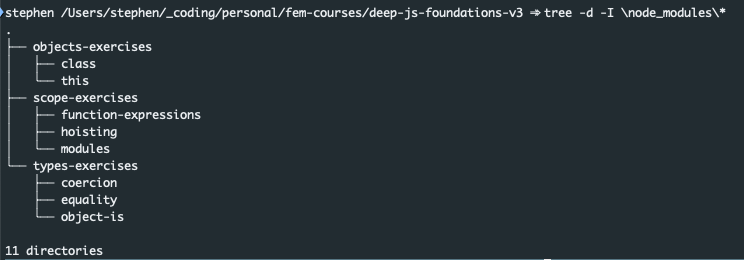 stephen /Users/stephen/_coding/personal/fem-courses/deep-js-foundations-v3 ⇒ tree -d -I \node_modules\*
.
├── objects-exercises
│   ├── class
│   └── this
├── scope-exercises
│   ├── function-expressions
│   ├── hoisting
│   └── modules
└── types-exercises
    ├── coercion
    ├── equality
    └── object-is
11 directories